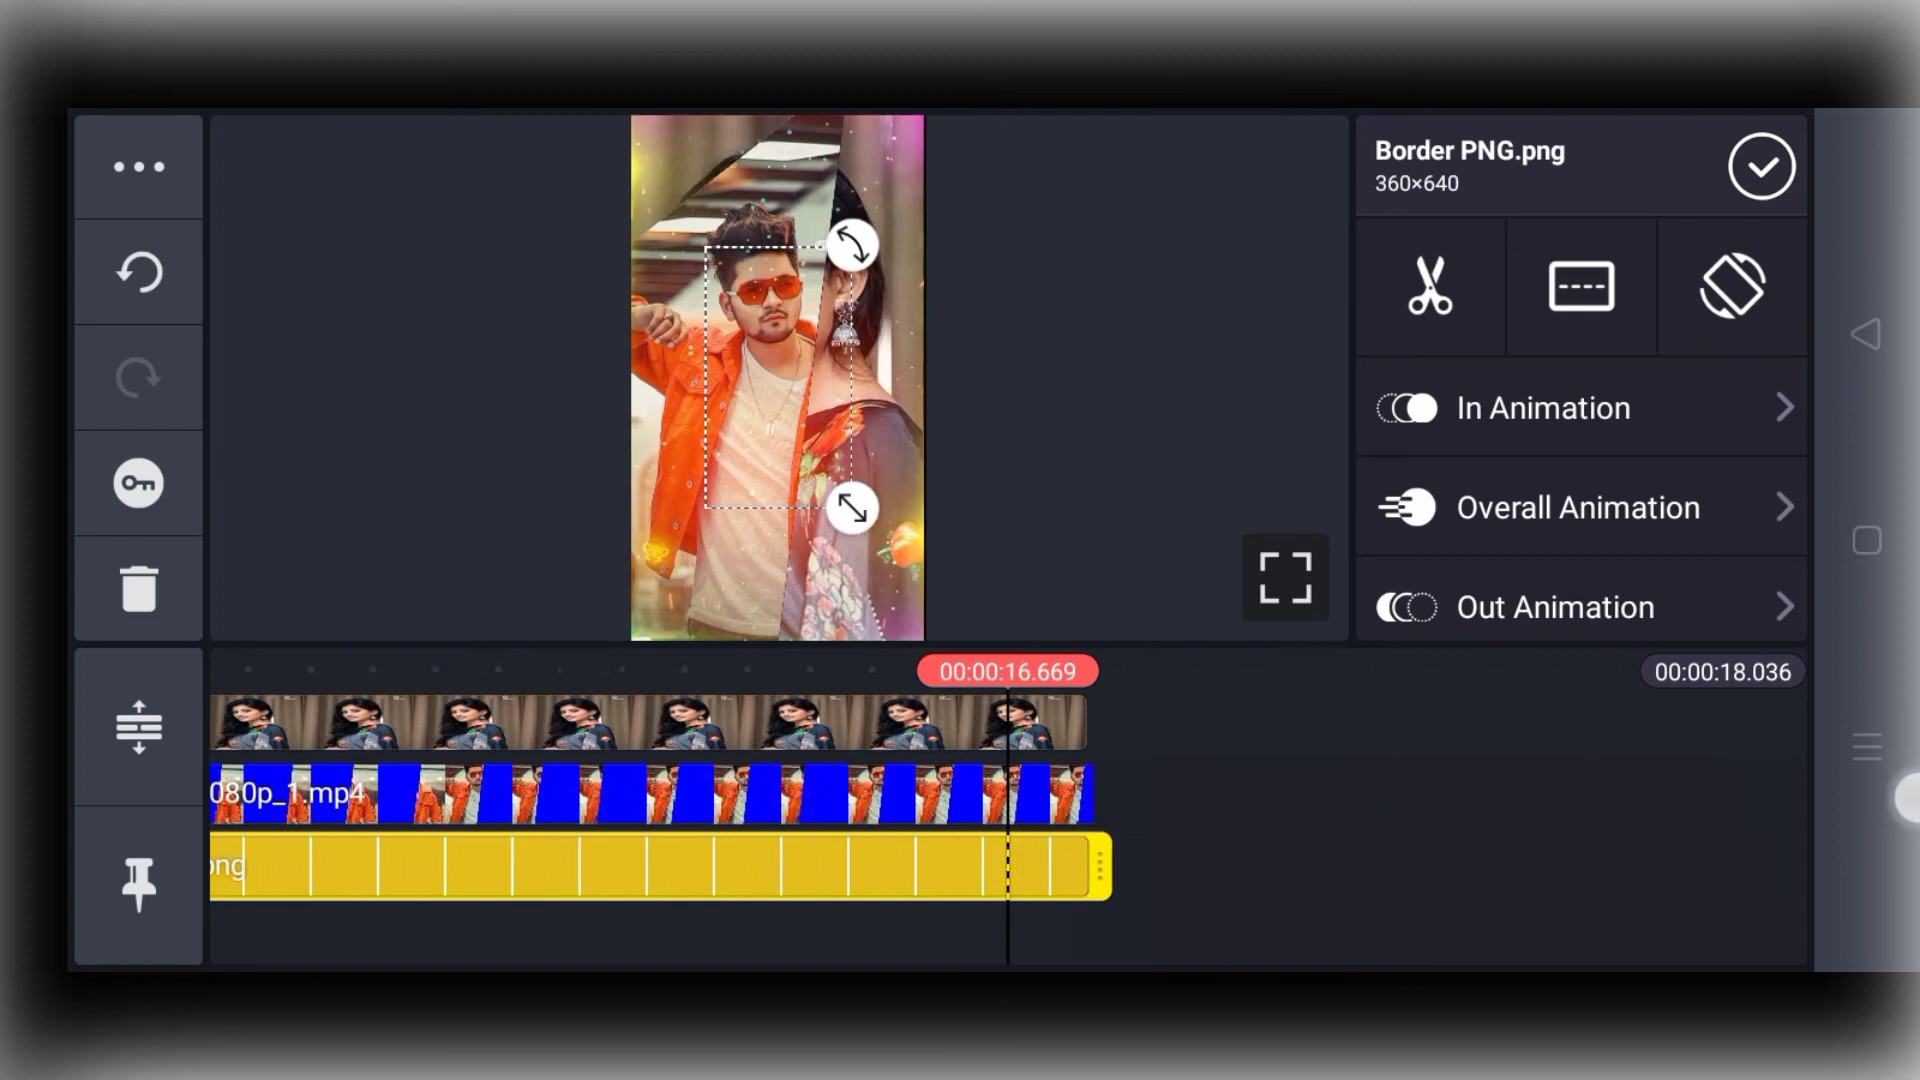 Border PNG.png
360×640
In Animation
Overall Animation
Out Animation
00:00:16.669
00:00:18.036
080p_1.mp4
png